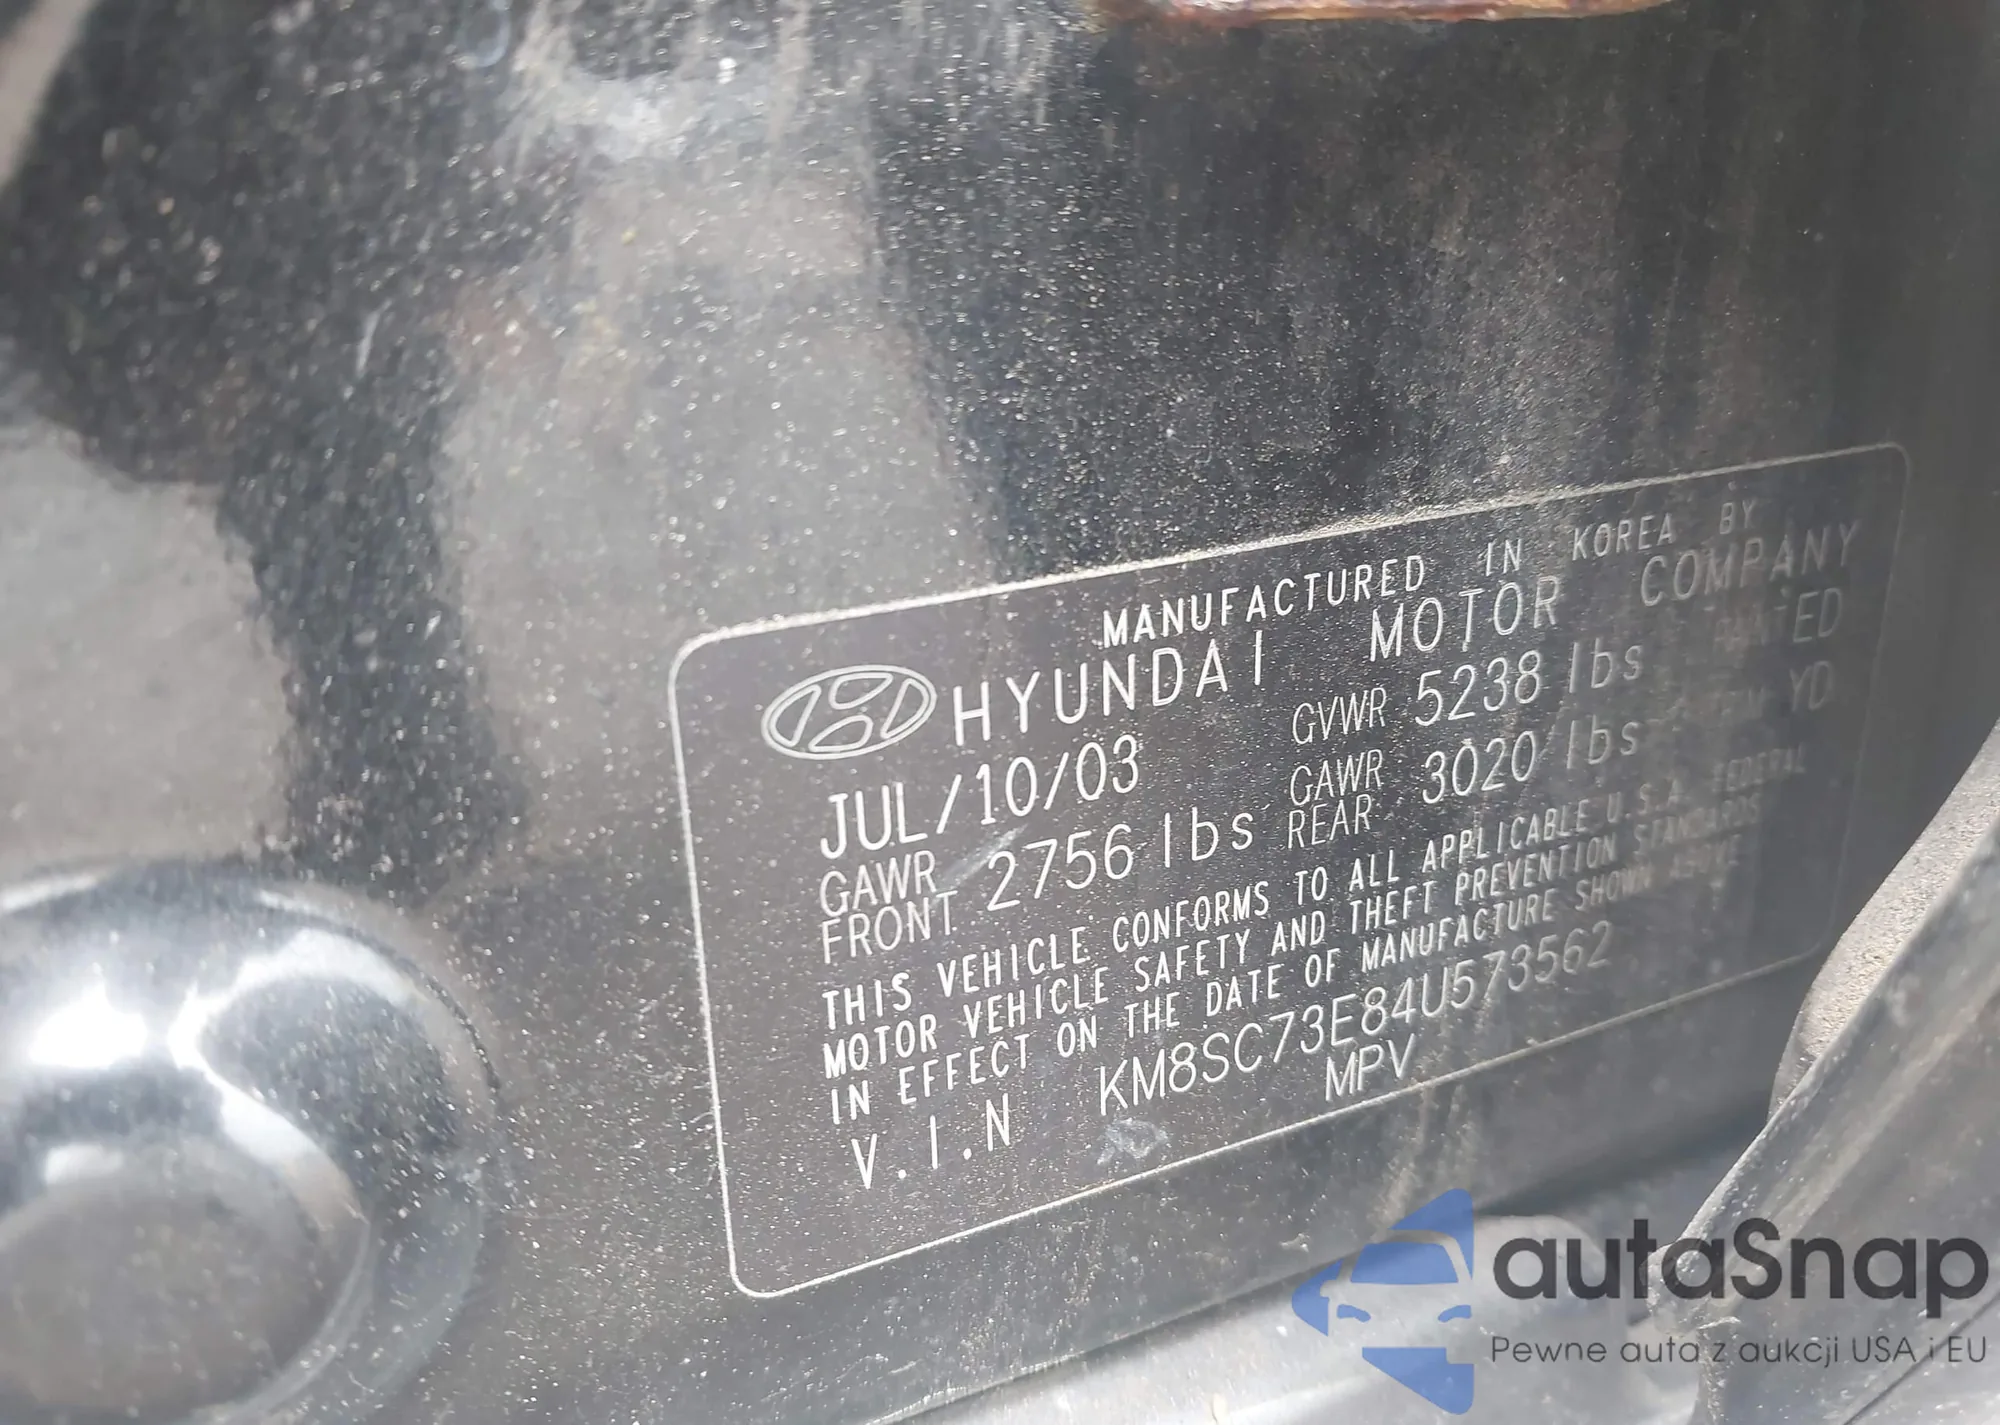 MANUFACTURED IN KOREA BY
HYUNDAI MOTOR COMPANY
JUL/10/03 GVWR 5238 lbs
GAWR FRONT 2756 lbs GAWR REAR 3020 lbs YD
THIS VEHICLE CONFORMS TO ALL APPLICABLE U.S.A. FEDERAL
MOTOR VEHICLE SAFETY AND THEFT PREVENTION STANDARDS
IN EFFECT ON THE DATE OF MANUFACTURE SHOWN ABOVE
V.I.N KM8SC73E84U573562
MPV
autaSnap
Pewne auta z aukcji USA i EU